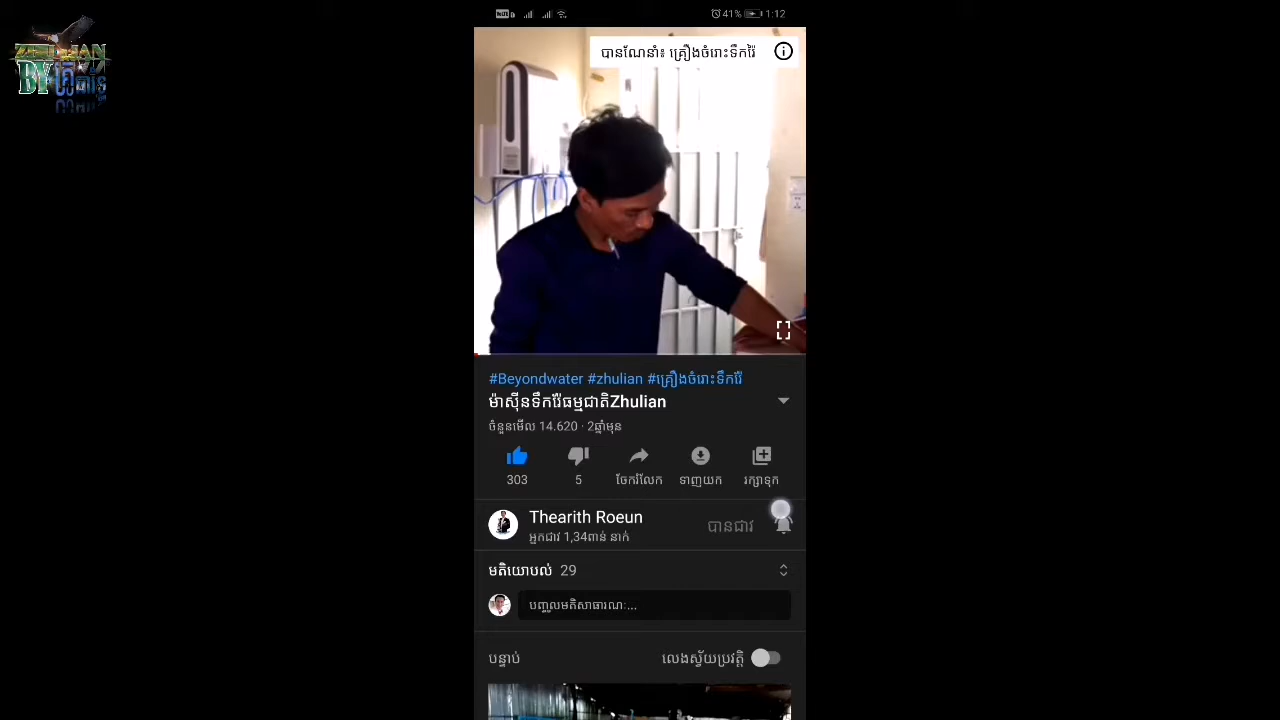 ZHULIAN
BY
41% 1:12
បានណែនាំ៖ គ្រឿងចំរោះទឹករ៉ៃ
#Beyondwater #zhulian #គ្រឿងចំរោះទឹករ៉ៃ
ម៉ាស៊ីនទឹករ៉ែធម្មជាតិZhulian
ចំនួនមើល 14.620 · 2ឆ្នាំមុន
303 5 ចែករំលែក ទាញយក រក្សាទុក
Thearith Roeun
បានជាវ
អ្នកជាវ 1,34ពាន់ នាក់
មតិយោបល់ 29
បញ្ចូលមតិសាធារណៈ...
បន្ទាប់ លេងស្វ័យប្រវត្តិ